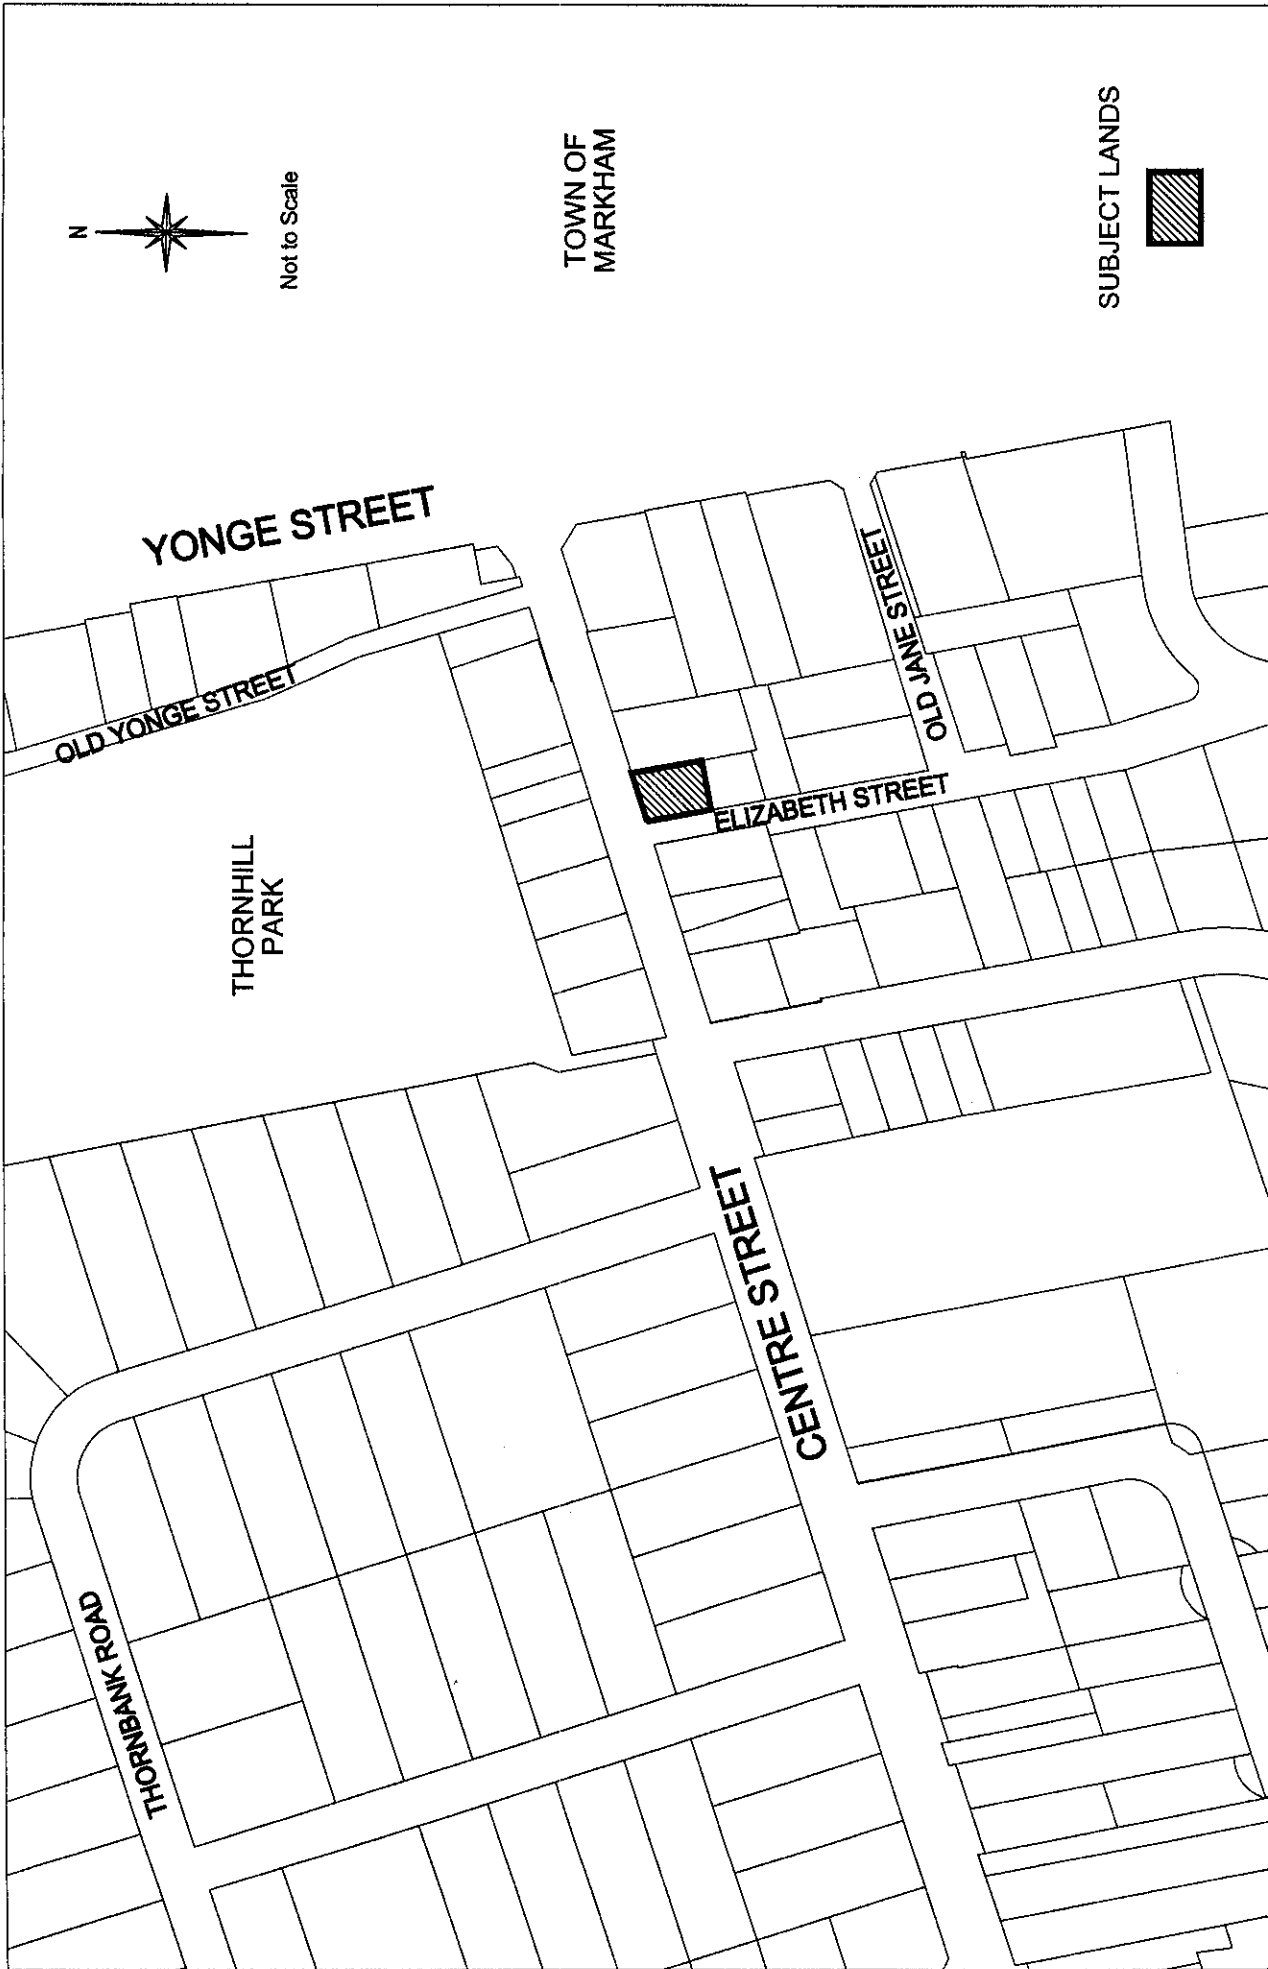 N
Not to Scale
TOWN OF
MARKHAM
SUBJECT LANDS
YONGE STREET
OLD YONGE STREET
OLD JANE STREET
ELIZABETH STREET
THORNHILL
PARK
CENTRE STREET
THORNBANK ROAD